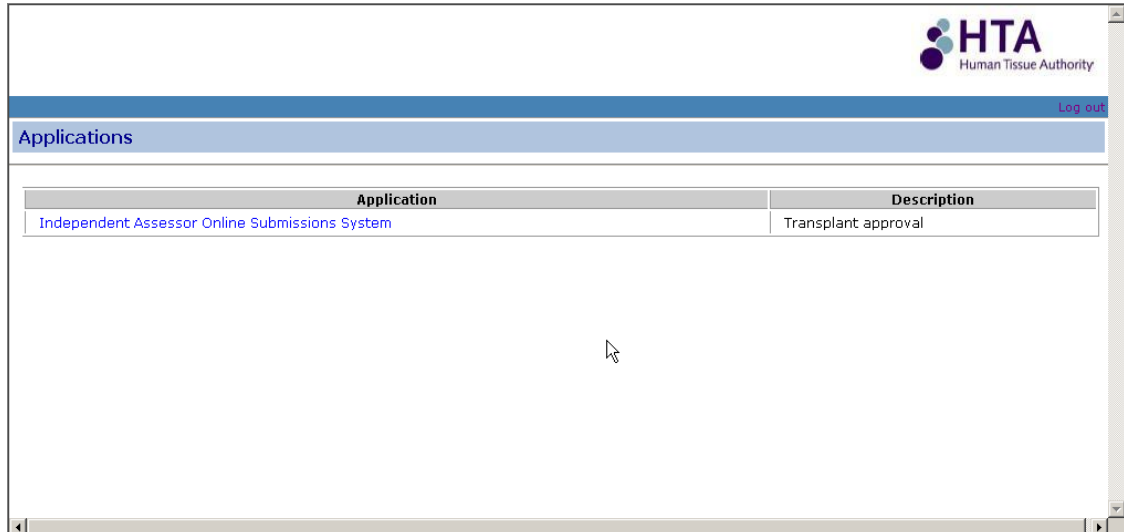 HTA
Human Tissue Authority
Log out
Applications
Application Description
Independent Assessor Online Submissions System Transplant approval